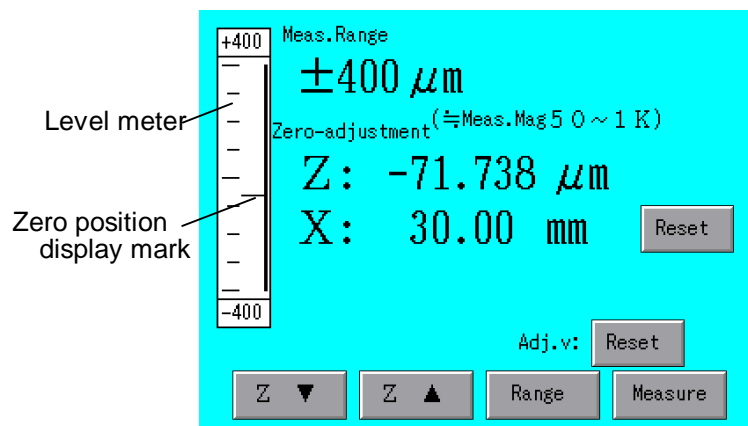 +400
Meas.Range
±400 μm
Level meter
(≒Meas.Mag50~1K)
Zero-adjustment
Z: -71.738 μm
Zero position
display mark
X: 30.00 mm
Reset
-400
Adj.v: Reset
Z ▼
Z ▲
Range
Measure